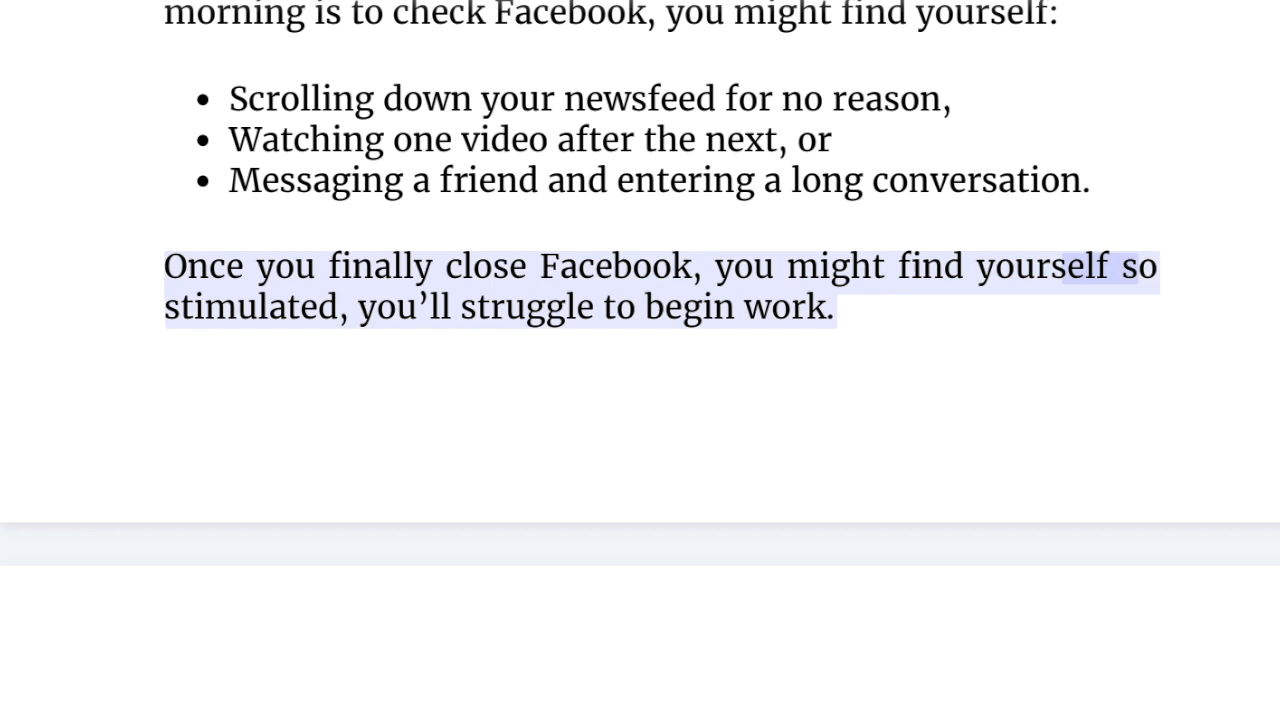 morning is to check Facebook, you might find yourself:
• Scrolling down your newsfeed for no reason,
• Watching one video after the next, or
• Messaging a friend and entering a long conversation.
Once you finally close Facebook, you might find yourself so
stimulated, you’ll struggle to begin work.